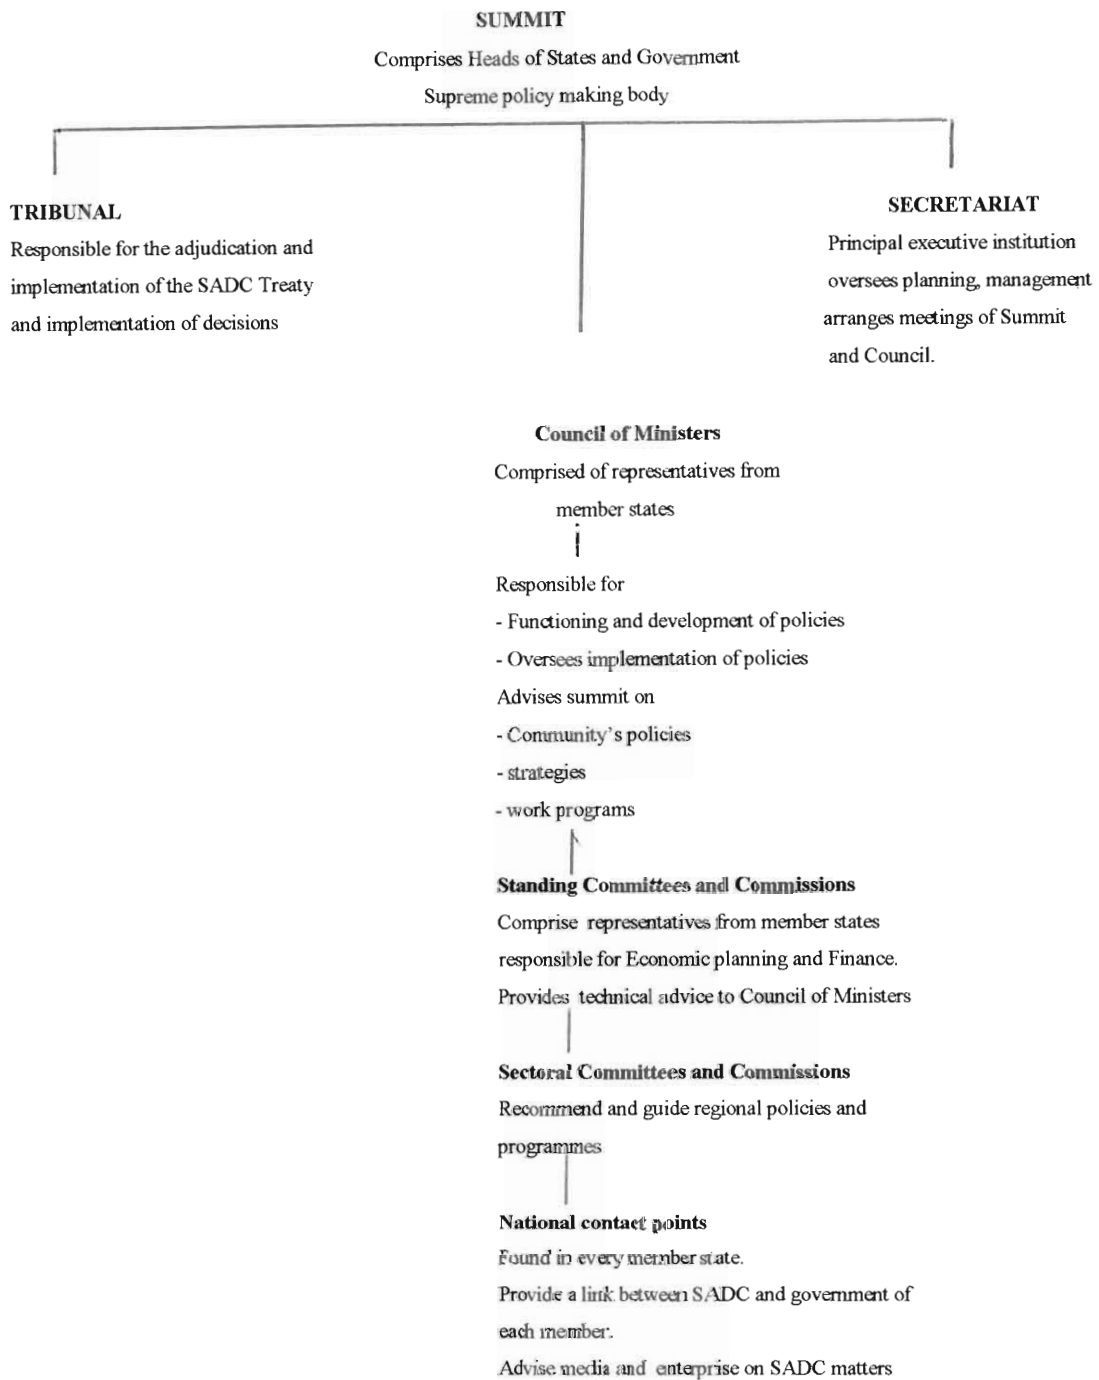 SUMMIT
Comprises Heads of States and Government
Supreme policy making body
TRIBUNAL
Responsible for the adjudication and
implementation of the SADC Treaty
and implementation of decisions
SECRETARIAT
Principal executive institution
oversees planning, management
arranges meetings of Summit
and Council.
Council of Ministers
Comprised of representatives from
member states
Responsible for
- Functioning and development of policies
- Oversees implementation of policies
Advises summit on
- Community's policies
- strategies
- work programs
Standing Committees and Commissions
Comprise representatives from member states
responsible for Economic planning and Finance.
Provides technical advice to Council of Ministers
Sectoral Committees and Commissions
Recommend and guide regional policies and
programmes
National contact points
Found in every member state.
Provide a link between SADC and government of
each member.
Advise media and enterprise on SADC matters